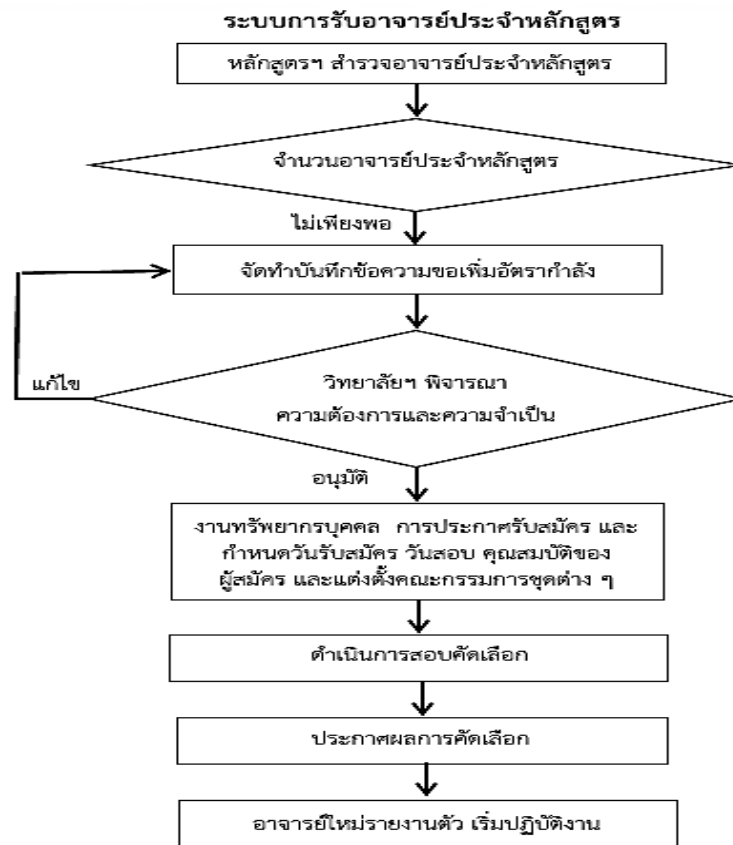 ระบบการรับอาจารย์ประจำหลักสูตร
หลักสูตรฯ สำรวจอาจารย์ประจำหลักสูตร
จำนวนอาจารย์ประจำหลักสูตร
ไม่เพียงพอ
จัดทำบันทึกข้อความขอเพิ่มอัตรากำลัง
แก้ไข
วิทยาลัยฯ พิจารณา
ความต้องการและความจำเป็น
อนุมัติ
งานทรัพยากรบุคคล การประกาศรับสมัคร และ
กำหนดวันรับสมัคร วันสอบ คุณสมบัติของ
ผู้สมัคร และแต่งตั้งคณะกรรมการชุดต่าง ๆ
ดำเนินการสอบคัดเลือก
ประกาศผลการคัดเลือก
อาจารย์ใหม่รายงานตัว เริ่มปฏิบัติงาน